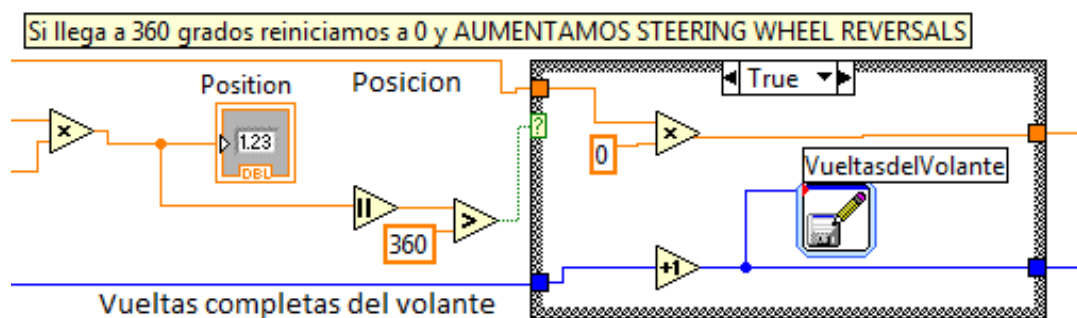 Si llega a 360 grados reiniciamos a 0 y AUMENTAMOS STEERING WHEEL REVERSALS
Position
Posicion
True
1.23
DBL
?
0
VueltasdelVolante
360
+1
Vueltas completas del volante